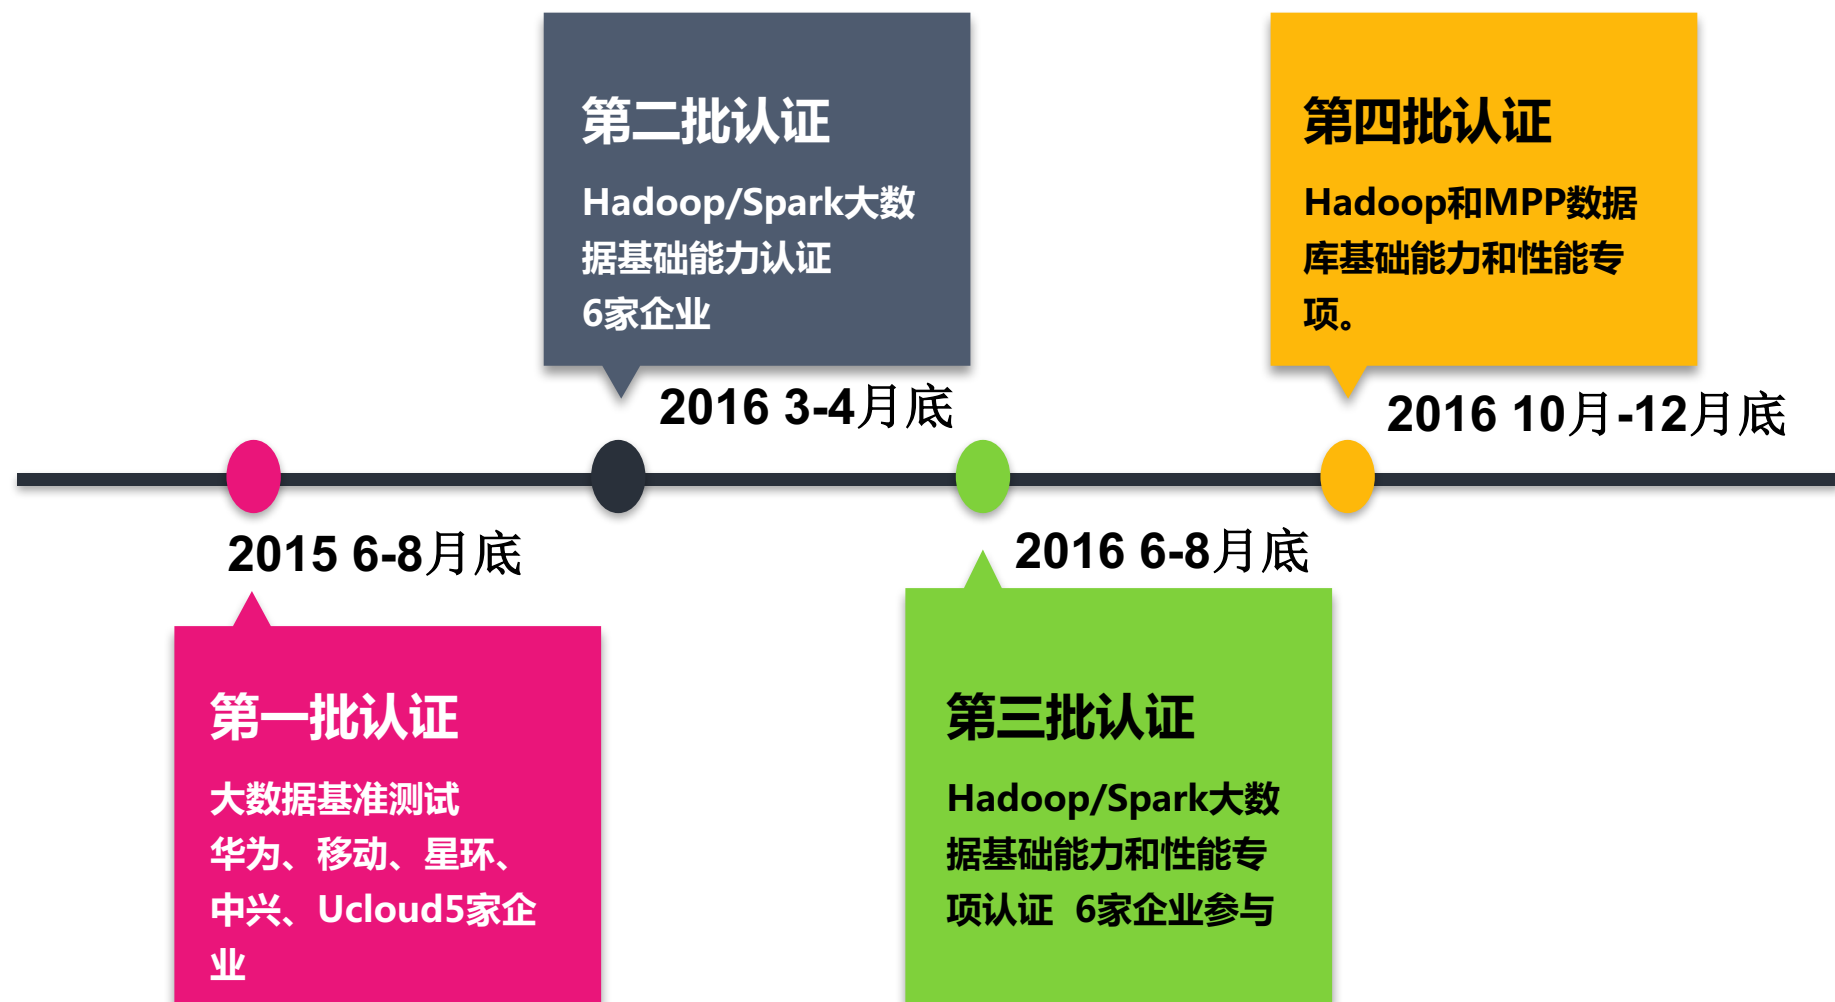 第二批认证
Hadoop/Spark大数
据基础能力认证
6家企业
2016 3-4月底
第四批认证
Hadoop和MPP数据
库基础能力和性能专
项。
2016 10月-12月底
2015 6-8月底
第一批认证
大数据基准测试
华为、移动、星环、
中兴、Ucloud5家企
业
2016 6-8月底
第三批认证
Hadoop/Spark大数
据基础能力和性能专
项认证 6家企业参与